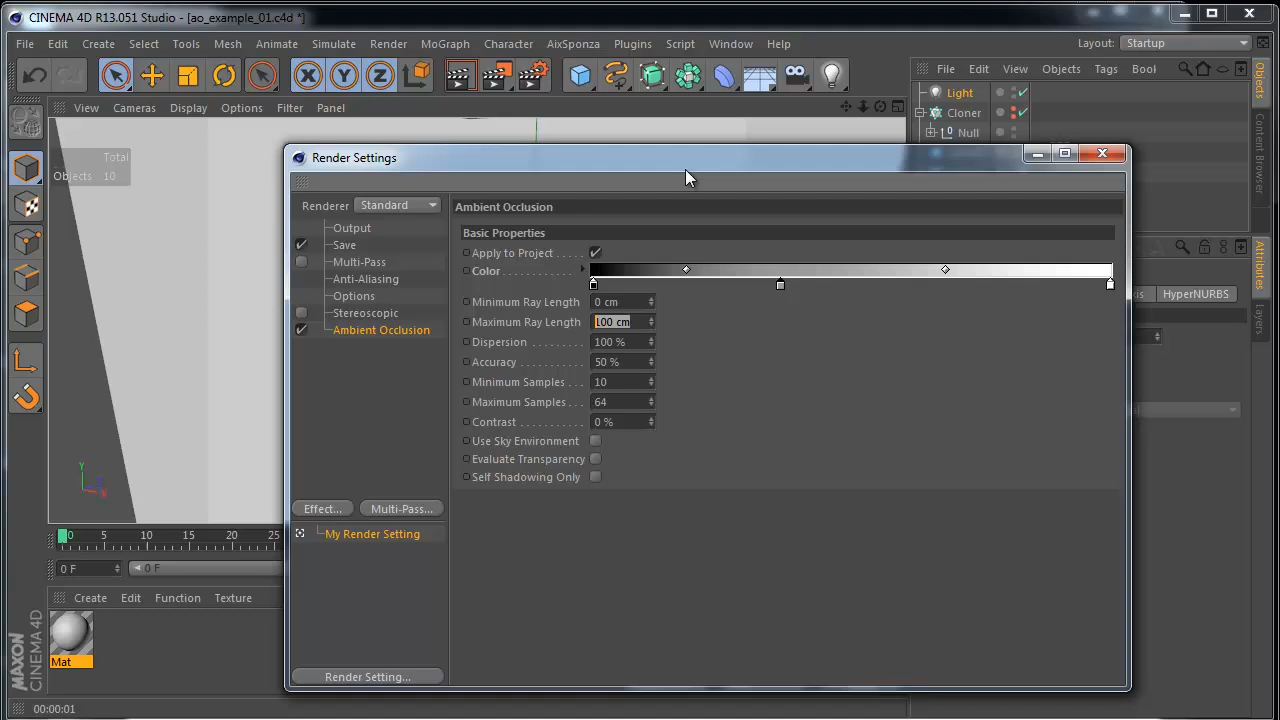 CINEMA 4D R13.051 Studio - [ao_example_01.c4d *]
File Edit Create Select Tools Mesh Animate Simulate Render MoGraph Character AixSponza Plugins Script Window Help Layout: Startup
File Edit View Objects Tags
Light
Cloner
Null
View Cameras Display Options Filter Panel
Total
Objects 10
Render Settings
Renderer Standard
Output
Save
Multi-Pass
Anti-Aliasing
Options
Stereoscopic
Ambient Occlusion
Effect... Multi-Pass...
My Render Setting
Render Setting...
Ambient Occlusion
Basic Properties
Apply to Project
Color
Minimum Ray Length 0 cm
Maximum Ray Length 100 cm
Dispersion 100 %
Accuracy 50 %
Minimum Samples 10
Maximum Samples 64
Contrast 0 %
Use Sky Environment
Evaluate Transparency
Self Shadowing Only
HyperNURBS
Objects
Content Browser
Attributes
Layers
Y
X
0 5 10 15 20 25
0 F 0 F
Create Edit Function Texture
Mat
MAXON
CINEMA 4D
00:00:01